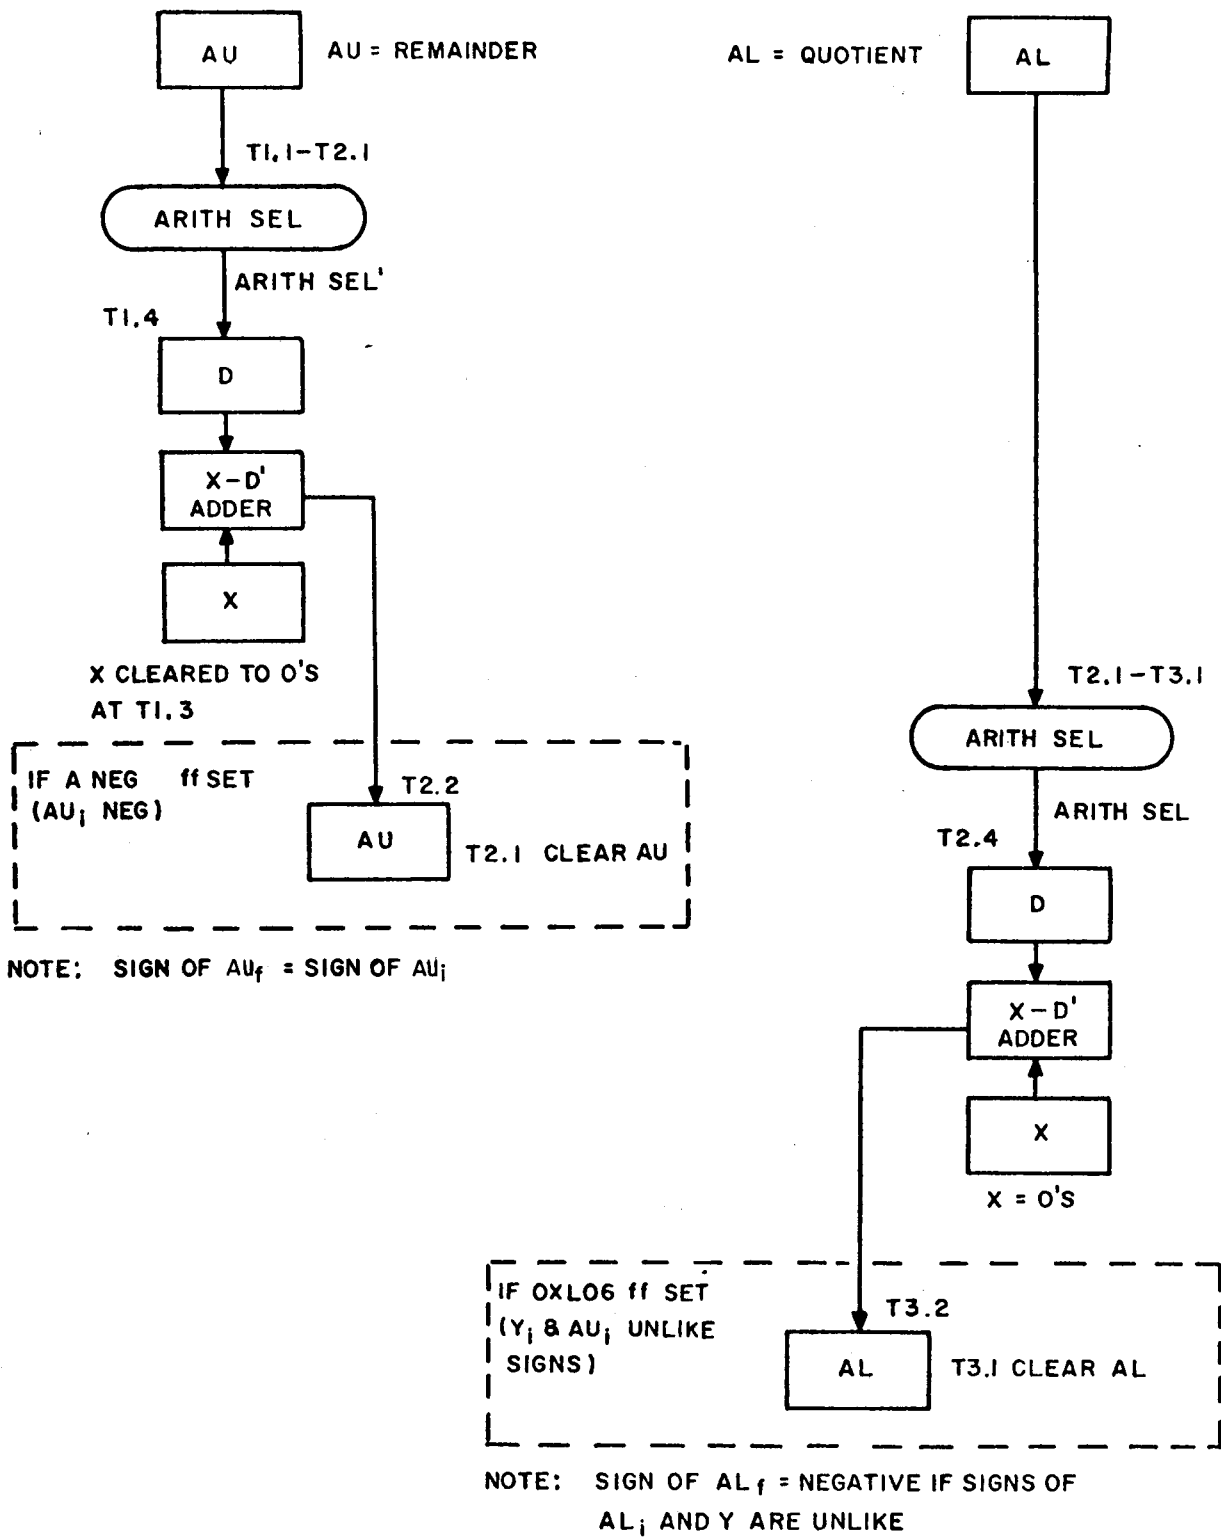 AU
AU = REMAINDER
T1.1-T2.1
ARITH SEL
ARITH SEL'
T1.4
D
X-D'
ADDER
X
X CLEARED TO 0'S
AT T1.3
IF A NEG ff SET
(AUi NEG)
T2.2
AU
T2.1 CLEAR AU
NOTE: SIGN OF AUf = SIGN OF AUi
AL = QUOTIENT
AL
T2.1-T3.1
ARITH SEL
ARITH SEL
T2.4
D
X-D'
ADDER
X
X = 0'S
IF 0XL06 ff SET
(Yi & AUi UNLIKE
SIGNS)
T3.2
AL
T3.1 CLEAR AL
NOTE: SIGN OF ALf = NEGATIVE IF SIGNS OF
ALi AND Y ARE UNLIKE